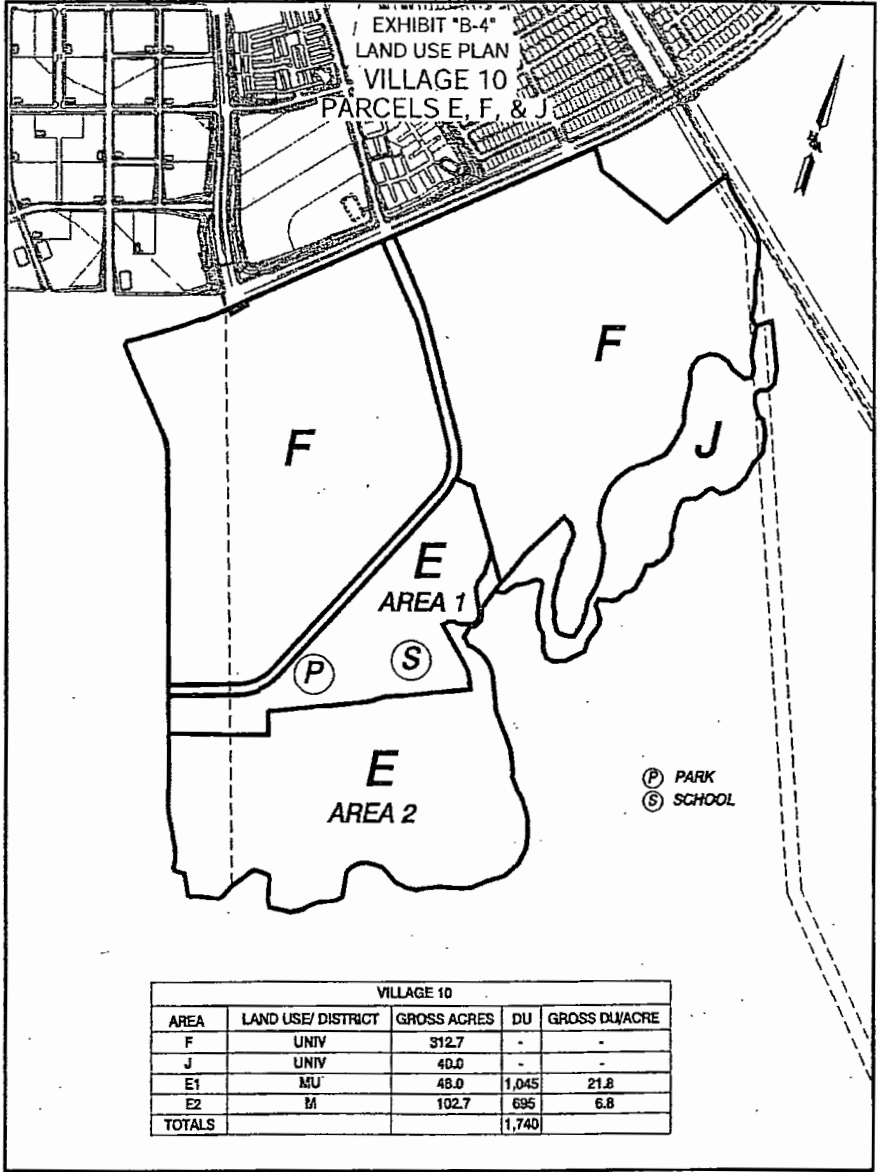 EXHIBIT "B-4"
LAND USE PLAN
VILLAGE 10
PARCELS E, F, & J
F
F
J
E
AREA 1
P
S
E
AREA 2
P PARK
S SCHOOL
VILLAGE 10
AREA LAND USE/ DISTRICT GROSS ACRES DU GROSS DU/ACRE
F UNIV 312.7 - -
J UNIV 40.0 - -
E1 MU 48.0 1,045 21.8
E2 M 102.7 695 6.8
TOTALS 1,740